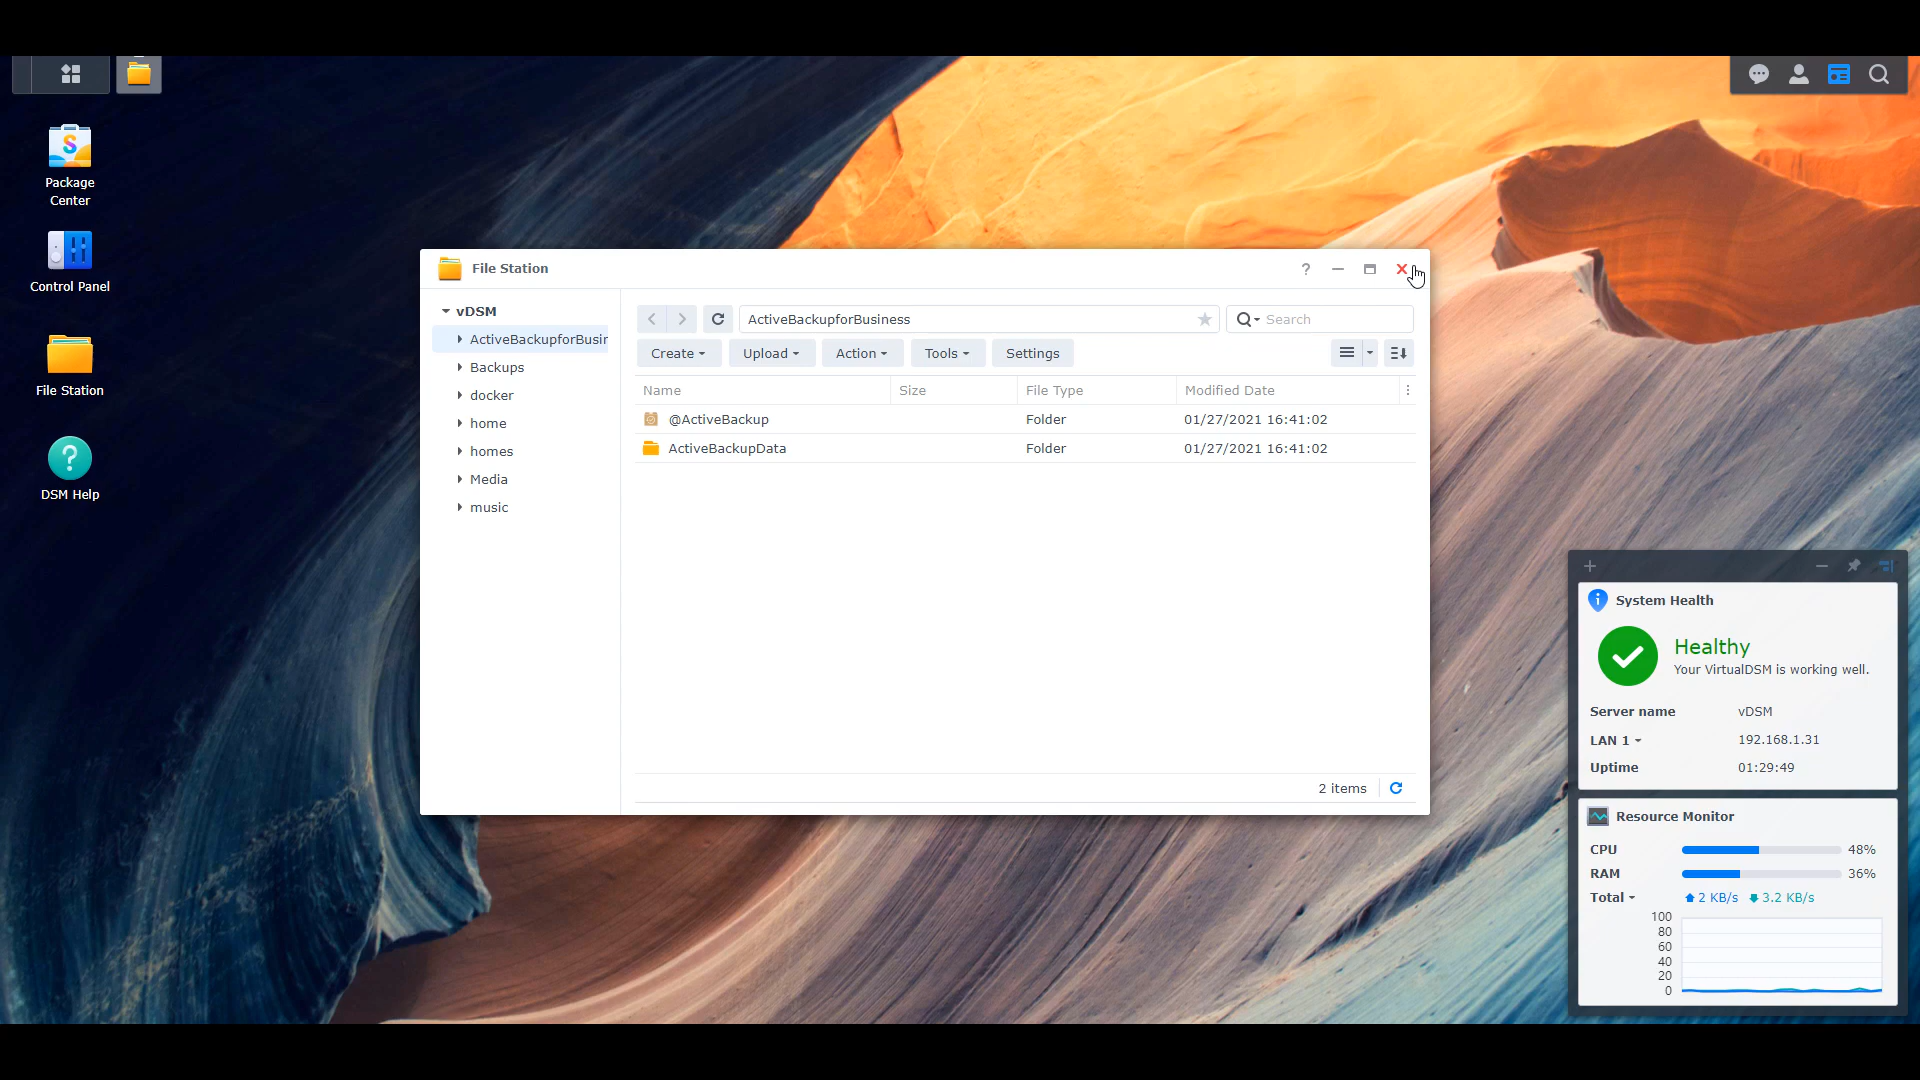 Package
Center
Control Panel
File Station
DSM Help
File Station
vDSM
ActiveBackupforBusir
Backups
docker
home
homes
Media
music
ActiveBackupforBusiness
Search
Create
Upload
Action
Tools
Settings
Name Size File Type Modified Date
@ActiveBackup Folder 01/27/2021 16:41:02
ActiveBackupData Folder 01/27/2021 16:41:02
2 items
System Health
Healthy
Your VirtualDSM is working well.
Server name vDSM
LAN 1 192.168.1.31
Uptime 01:29:49
Resource Monitor
CPU 48%
RAM 36%
Total 2 KB/s 3.2 KB/s
100
80
60
40
20
0